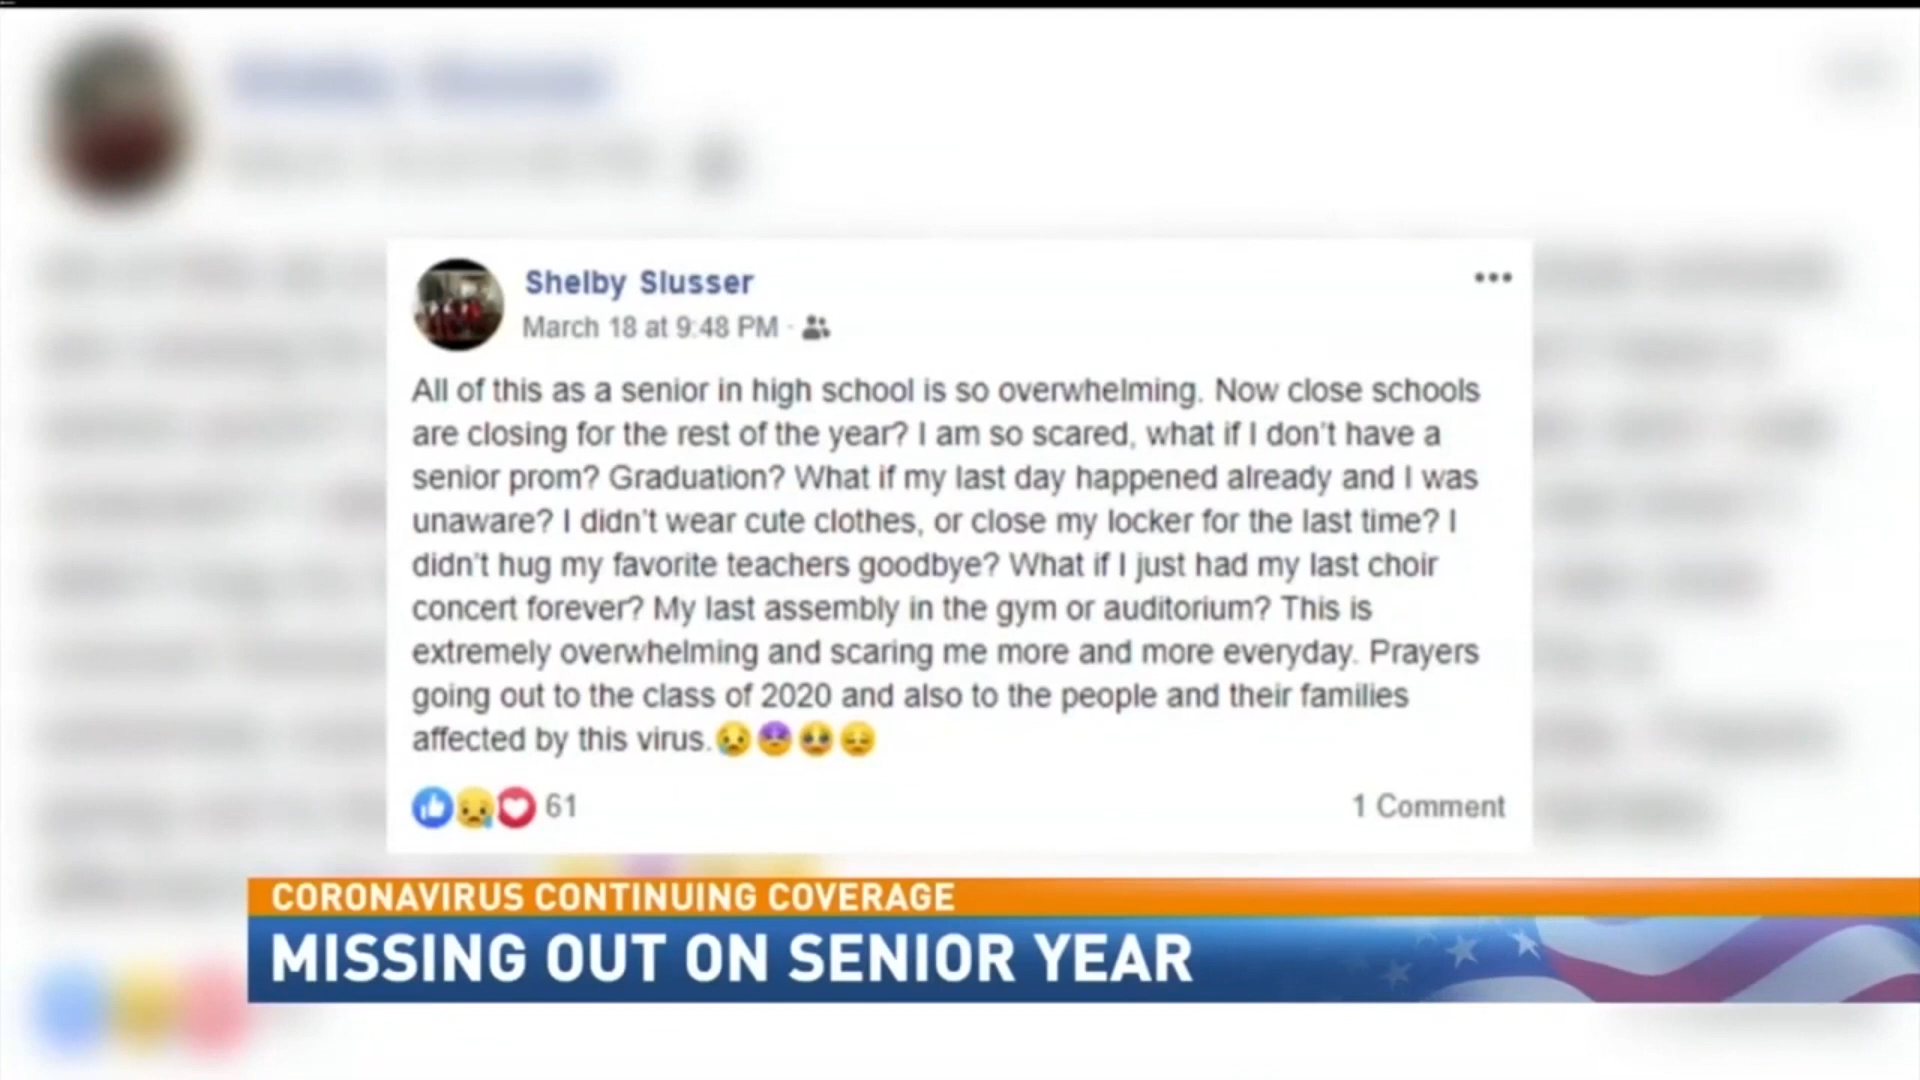 Shelby Slusser
March 18 at 9:48 PM ·
All of this as a senior in high school is so overwhelming. Now close schools
are closing for the rest of the year? I am so scared, what if I don't have a
senior prom? Graduation? What if my last day happened already and I was
unaware? I didn't wear cute clothes, or close my locker for the last time? I
didn't hug my favorite teachers goodbye? What if I just had my last choir
concert forever? My last assembly in the gym or auditorium? This is
extremely overwhelming and scaring me more and more everyday. Prayers
going out to the class of 2020 and also to the people and their families
affected by this virus.
61 1 Comment
CORONAVIRUS CONTINUING COVERAGE
MISSING OUT ON SENIOR YEAR